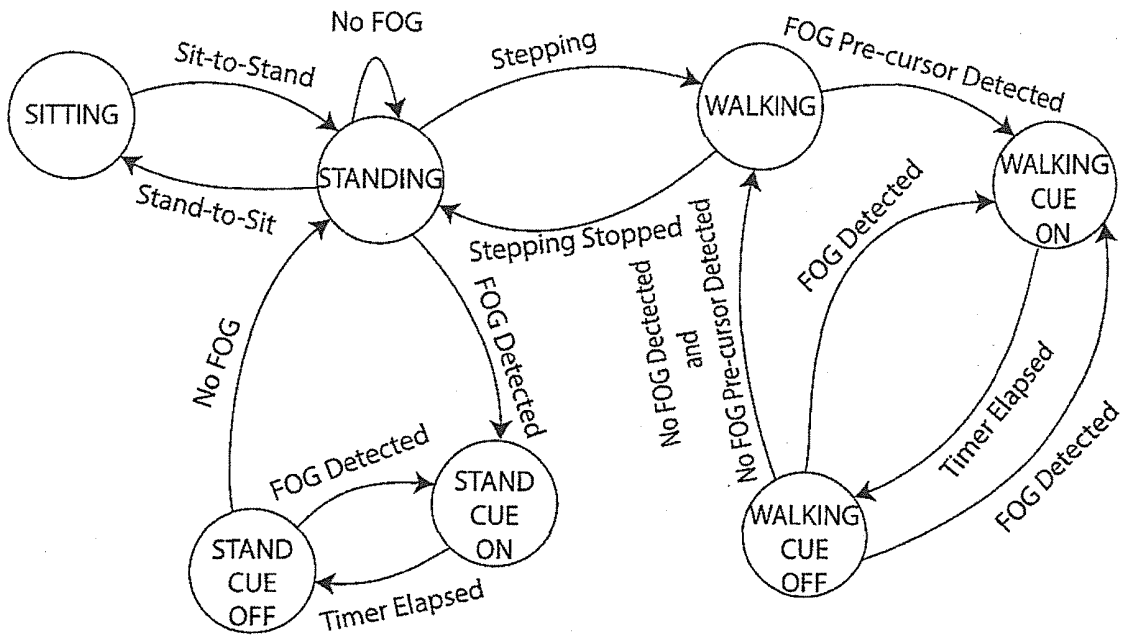 No FOG
Sit-to-Stand
Stepping
FOG Pre-cursor Detected
SITTING
WALKING
STANDING
WALKING
CUE
ON
Stand-to-Sit
Stepping Stopped
FOG Detected
No FOG Dectected
and
No FOG Pre-cursor Detected
No FOG
FOG Detected
Timer Elapsed
FOG Detected
FOG Detected
STAND
CUE
ON
WALKING
CUE
OFF
STAND
CUE
OFF
Timer Elapsed